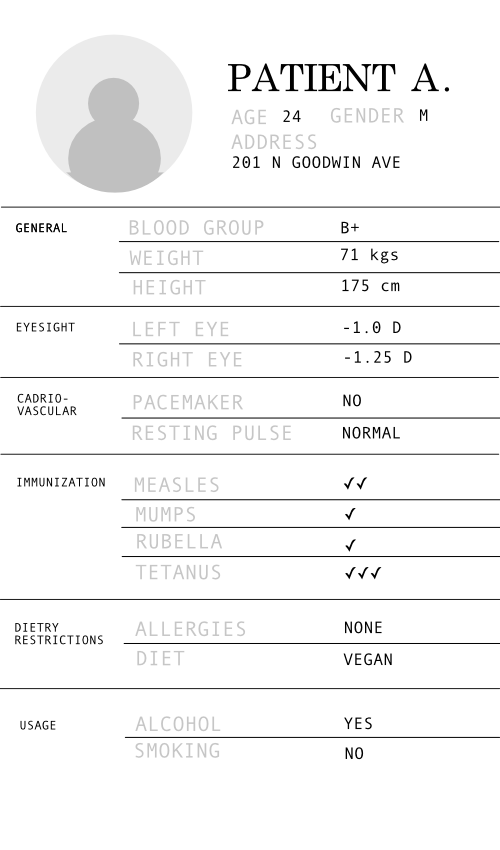 PATIENT A.
AGE 24 GENDER M
ADDRESS
201 N GOODWIN AVE
GENERAL BLOOD GROUP B+
WEIGHT 71 kgs
HEIGHT 175 cm
EYESIGHT LEFT EYE -1.0 D
RIGHT EYE -1.25 D
CADRIO-
VASCULAR
PACEMAKER NO
RESTING PULSE NORMAL
IMMUNIZATION MEASLES ✓✓
MUMPS ✓
RUBELLA ✓
TETANUS ✓✓✓
DIETRY
RESTRICTIONS
ALLERGIES NONE
DIET VEGAN
USAGE ALCOHOL YES
SMOKING NO